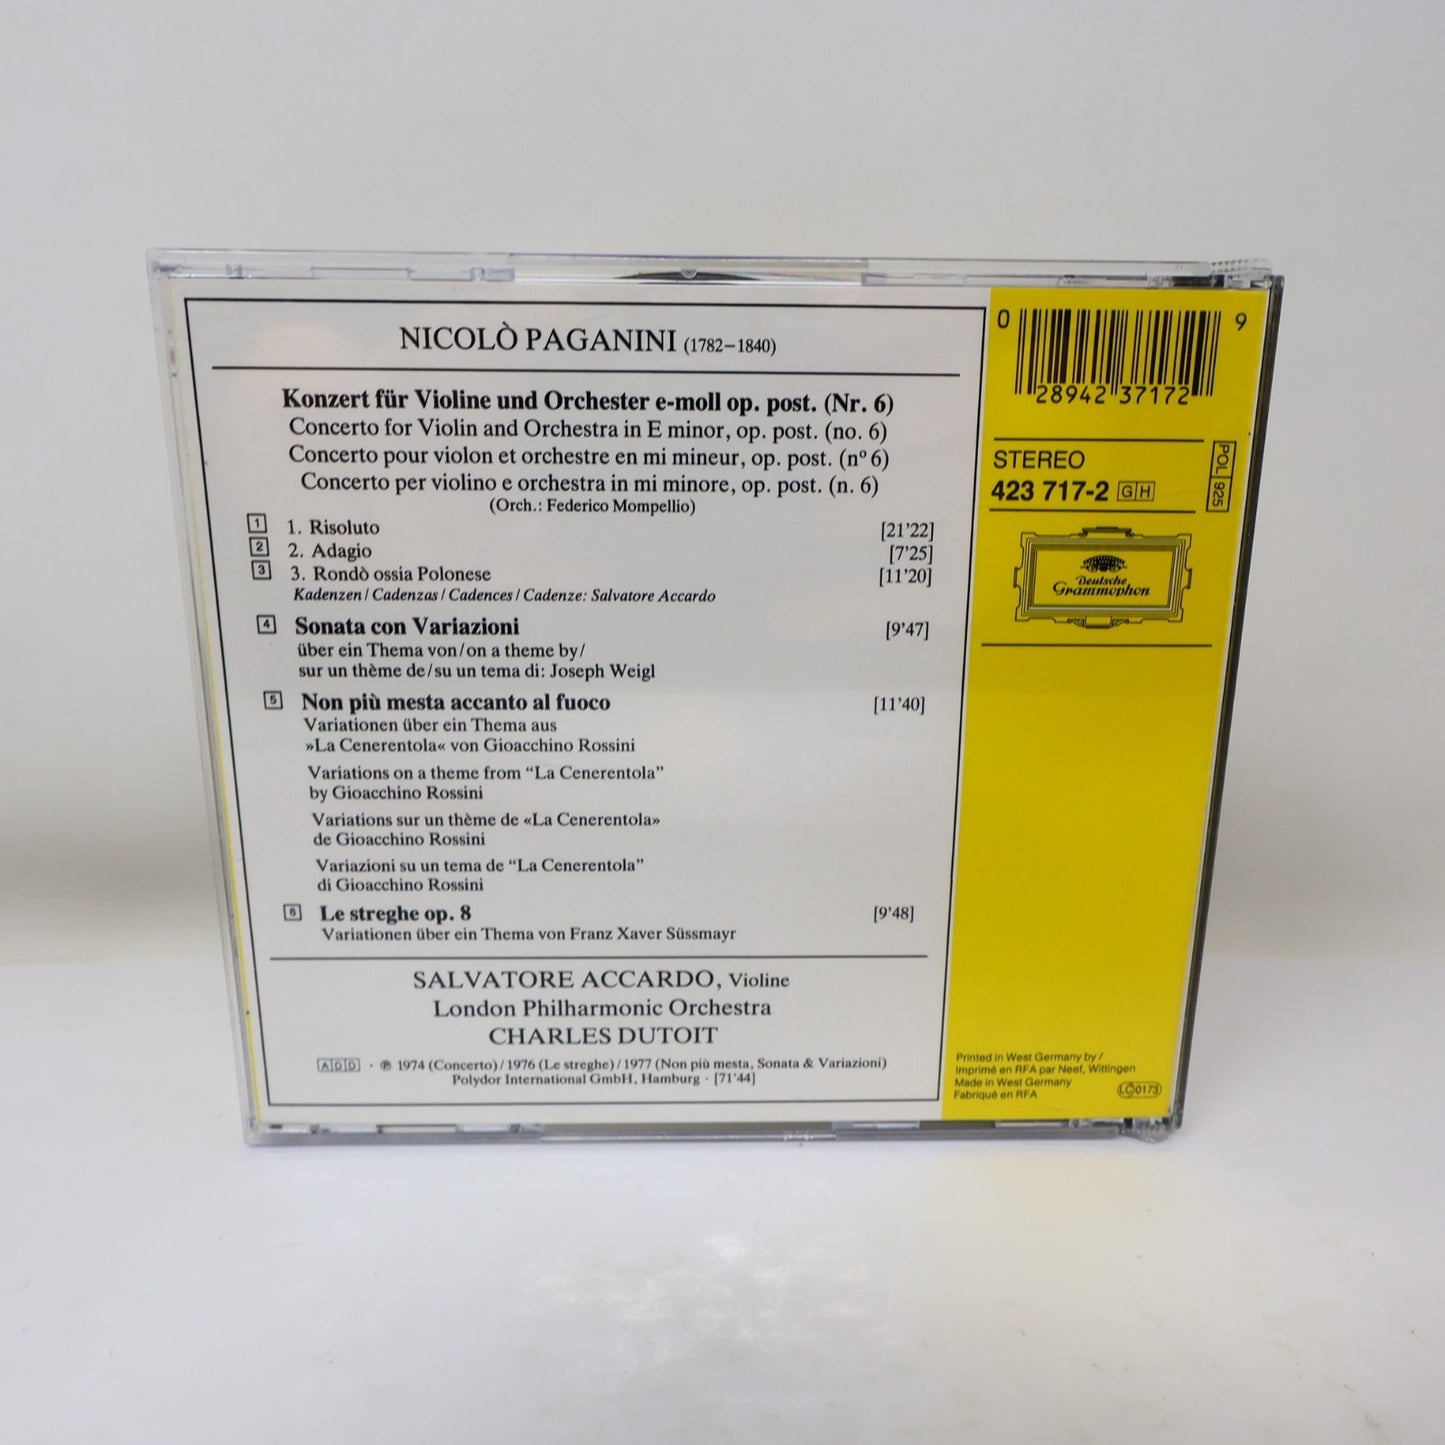 NICOLÒ PAGANINI (1782–1840)
Konzert für Violine und Orchester e-moll op. post. (Nr. 6)
Concerto for Violin and Orchestra in E minor, op. post. (no. 6)
Concerto pour violon et orchestre en mi mineur, op. post. (nº 6)
Concerto per violino e orchestra in mi minore, op. post. (n. 6)
(Orch.: Federico Mompellio)
1 1. Risoluto [21'22]
2 2. Adagio [7'25]
3 3. Rondò ossia Polonese [11'20]
Kadenzen / Cadenzas / Cadences / Cadenze: Salvatore Accardo
4 Sonata con Variazioni [9'47]
über ein Thema von/on a theme by/
sur un thème de/su un tema di: Joseph Weigl
5 Non più mesta accanto al fuoco [11'40]
Variationen über ein Thema aus
»La Cenerentola« von Gioacchino Rossini
Variations on a theme from “La Cenerentola”
by Gioacchino Rossini
Variations sur un thème de «La Cenerentola»
de Gioacchino Rossini
Variazioni su un tema de “La Cenerentola”
di Gioacchino Rossini
6 Le streghe op. 8 [9'48]
Variationen über ein Thema von Franz Xaver Süssmayr
SALVATORE ACCARDO, Violine
London Philharmonic Orchestra
CHARLES DUTOIT
ADD · ℗ 1974 (Concerto) / 1976 (Le streghe) / 1977 (Non più mesta, Sonata & Variazioni)
Polydor International GmbH, Hamburg · [71'44]
0 28942 37172 9
STEREO
423 717-2 GH
POL 925
Deutsche
Grammophon
Printed in West Germany by /
Imprimé en RFA par Neef, Wittingen
Made in West Germany
Fabriqué en RFA
LC 0173